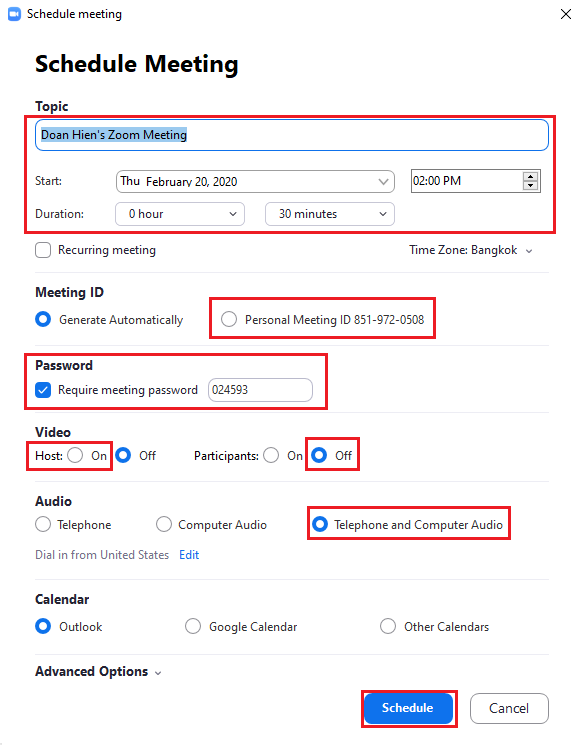 Schedule meeting
Schedule Meeting
Topic
Doan Hien's Zoom Meeting
Start: Thu February 20, 2020 02:00 PM
Duration: 0 hour 30 minutes
Recurring meeting Time Zone: Bangkok
Meeting ID
Generate Automatically Personal Meeting ID 851-972-0508
Password
Require meeting password 024593
Video
Host: On Off Participants: On Off
Audio
Telephone Computer Audio Telephone and Computer Audio
Dial in from United States Edit
Calendar
Outlook Google Calendar Other Calendars
Advanced Options
Schedule Cancel